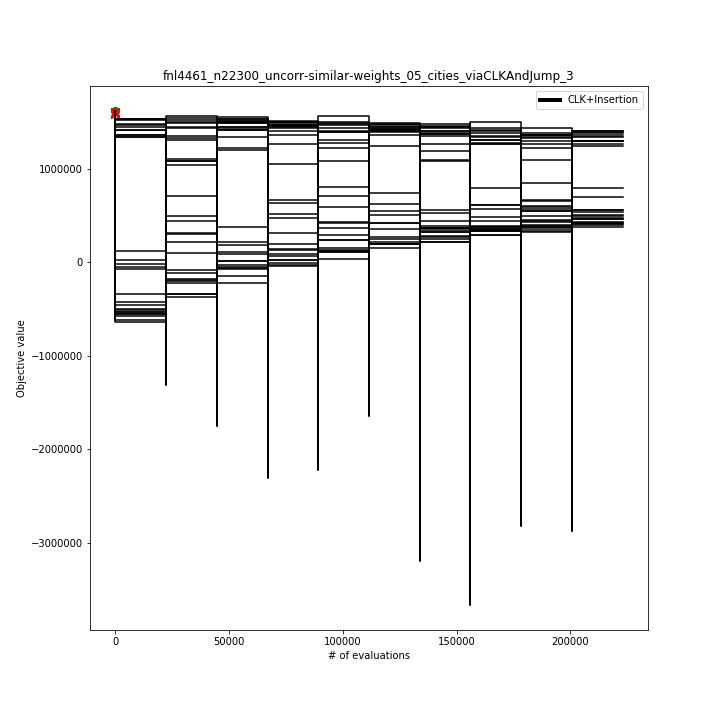 fnl4461_n22300_uncorr-similar-weights_05_cities_viaCLKAndJump_3
CLK+Insertion
1000000
0
−1000000
−2000000
−3000000
Objective value
0 50000 100000 150000 200000
# of evaluations